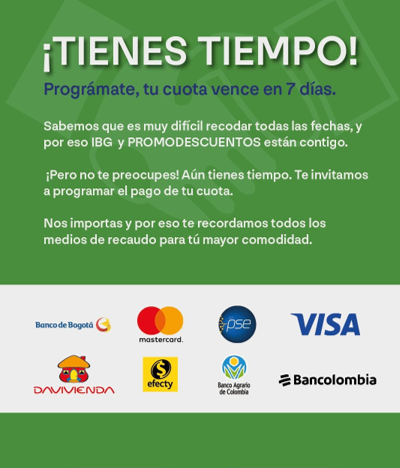 ¡TIENES TIEMPO!
Prográmate, tu cuota vence en 7 días.
Sabemos que es muy difícil recodar todas las fechas, y
por eso IBG y PROMODESCUENTOS están contigo.
¡Pero no te preocupes! Aún tienes tiempo. Te invitamos
a programar el pago de tu cuota.
Nos importas y por eso te recordamos todos los
medios de recaudo para tú mayor comodidad.
Banco de Bogotá
mastercard.
pse
VISA
DAVIVIENDA
$
efecty
Banco Agrario
de Colombia
Bancolombia